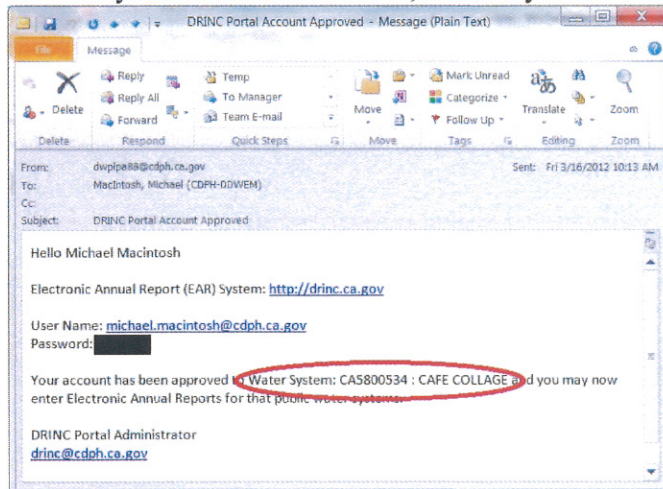 DRINC Portal Account Approved - Message (Plain Text)
File Message
Delete
Reply
Reply All
Forward
Temp
To Manager
Team E-mail
Move
Mark Unread
Categorize
Follow Up
Translate
Zoom
Delete Respond Quick Steps Move Tags Editing Zoom
From: dwpipa88@cdph.ca.gov Sent: Fri 3/16/2012 10:13 AM
To: MacIntosh, Michael (CDPH-DDWEM)
Cc:
Subject: DRINC Portal Account Approved
Hello Michael Macintosh
Electronic Annual Report (EAR) System: http://drinc.ca.gov
User Name: michael.macintosh@cdph.ca.gov
Password:
Your account has been approved to Water System: CA5800534 : CAFE COLLAGE and you may now
enter Electronic Annual Reports for that public water systems.
DRINC Portal Administrator
drinc@cdph.ca.gov